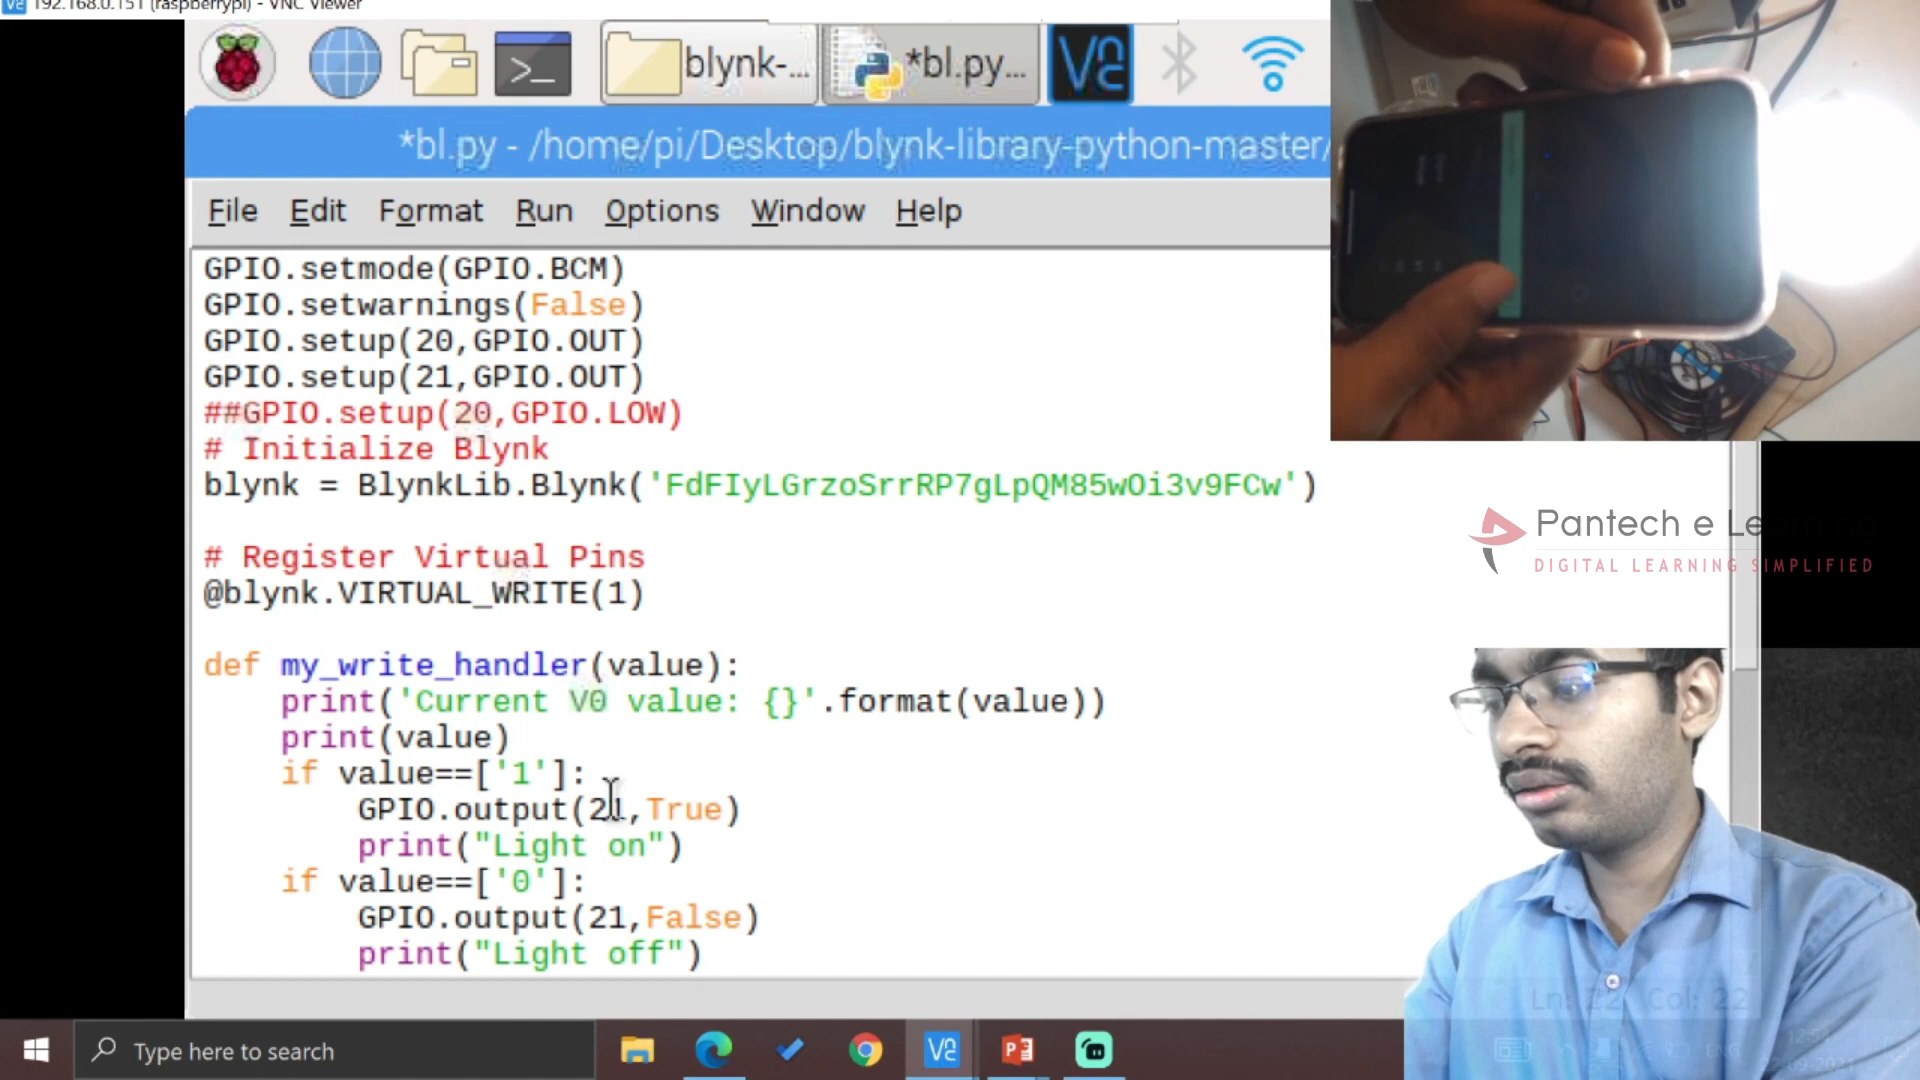 192.168.0.151 (raspberrypi) - VNC Viewer
blynk-...
*bl.py...
*bl.py - /home/pi/Desktop/blynk-library-python-master/
File Edit Format Run Options Window Help
GPIO.setmode(GPIO.BCM)
GPIO.setwarnings(False)
GPIO.setup(20,GPIO.OUT)
GPIO.setup(21,GPIO.OUT)
##GPIO.setup(20,GPIO.LOW)
# Initialize Blynk
blynk = BlynkLib.Blynk('FdFIyLGrzoSrrRP7gLpQM85wOi3v9FCw')
# Register Virtual Pins
@blynk.VIRTUAL_WRITE(1)
def my_write_handler(value):
print('Current V0 value: {}'.format(value))
print(value)
if value==['1']:
GPIO.output(21,True)
print("Light on")
if value==['0']:
GPIO.output(21,False)
print("Light off")
Pantech e Learning
DIGITAL LEARNING SIMPLIFIED
Ln: 22 Col: 22
Type here to search